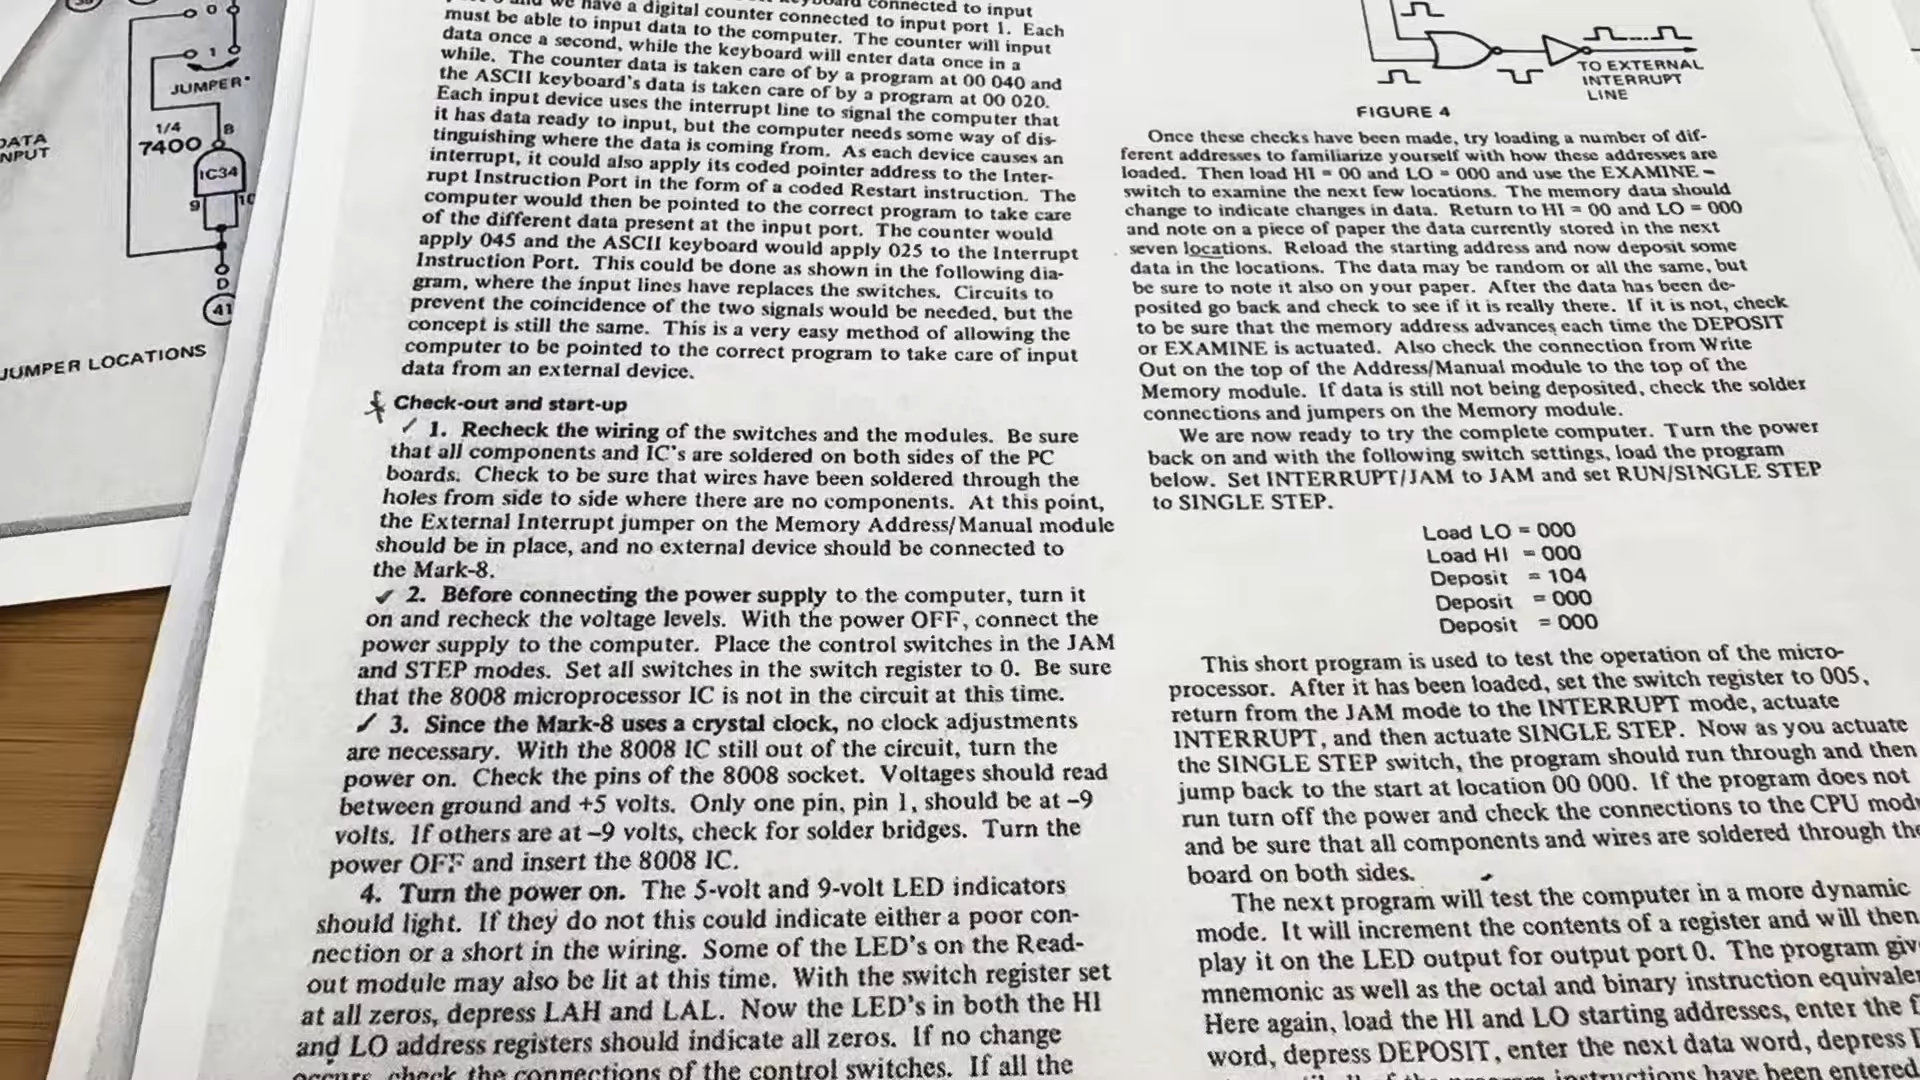 0
1
JUMPER*
DATA
NPUT
1/4
7400
B
IC34
9
10
D
41
JUMPER LOCATIONS
connected to input
we have a digital counter connected to input port 1. Each
must be able to input data to the computer. The counter will input
data once a second, while the keyboard will enter data once in a
while. The counter data is taken care of by a program at 00 040 and
the ASCII keyboard's data is taken care of by a program at 00 020.
Each input device uses the interrupt line to signal the computer that
it has data ready to input, but the computer needs some way of dis-
tinguishing where the data is coming from. As each device causes an
interrupt, it could also apply its coded pointer address to the Inter-
rupt Instruction Port in the form of a coded Restart instruction. The
computer would then be pointed to the correct program to take care
of the different data present at the input port. The counter would
apply 045 and the ASCII keyboard would apply 025 to the Interrupt
Instruction Port. This could be done as shown in the following dia-
gram, where the input lines have replaces the switches. Circuits to
prevent the coincidence of the two signals would be needed, but the
concept is still the same. This is a very easy method of allowing the
computer to be pointed to the correct program to take care of input
data from an external device.
Check-out and start-up
1. Recheck the wiring of the switches and the modules. Be sure
that all components and IC's are soldered on both sides of the PC
boards. Check to be sure that wires have been soldered through the
holes from side to side where there are no components. At this point,
the External Interrupt jumper on the Memory Address/Manual module
should be in place, and no external device should be connected to
the Mark-8.
2. Before connecting the power supply to the computer, turn it
on and recheck the voltage levels. With the power OFF, connect the
power supply to the computer. Place the control switches in the JAM
and STEP modes. Set all switches in the switch register to 0. Be sure
that the 8008 microprocessor IC is not in the circuit at this time.
3. Since the Mark-8 uses a crystal clock, no clock adjustments
are necessary. With the 8008 IC still out of the circuit, turn the
power on. Check the pins of the 8008 socket. Voltages should read
between ground and +5 volts. Only one pin, pin 1, should be at -9
volts. If others are at -9 volts, check for solder bridges. Turn the
power OFF and insert the 8008 IC.
4. Turn the power on. The 5-volt and 9-volt LED indicators
should light. If they do not this could indicate either a poor con-
nection or a short in the wiring. Some of the LED's on the Read-
out module may also be lit at this time. With the switch register set
at all zeros, depress LAH and LAL. Now the LED's in both the HI
and LO address registers should indicate all zeros. If no change
occurs, check the connections of the control switches. If all the
TO EXTERNAL
INTERRUPT
LINE
FIGURE 4
Once these checks have been made, try loading a number of dif-
ferent addresses to familiarize yourself with how these addresses are
loaded. Then load HI = 00 and LO = 000 and use the EXAMINE -
switch to examine the next few locations. The memory data should
change to indicate changes in data. Return to HI = 00 and LO = 000
and note on a piece of paper the data currently stored in the next
seven locations. Reload the starting address and now deposit some
data in the locations. The data may be random or all the same, but
be sure to note it also on your paper. After the data has been de-
posited go back and check to see if it is really there. If it is not, check
to be sure that the memory address advances each time the DEPOSIT
or EXAMINE is actuated. Also check the connection from Write
Out on the top of the Address/Manual module to the top of the
Memory module. If data is still not being deposited, check the solder
connections and jumpers on the Memory module.
We are now ready to try the complete computer. Turn the power
back on and with the following switch settings, load the program
below. Set INTERRUPT/JAM to JAM and set RUN/SINGLE STEP
to SINGLE STEP.
Load LO = 000
Load HI = 000
Deposit = 104
Deposit = 000
Deposit = 000
This short program is used to test the operation of the micro-
processor. After it has been loaded, set the switch register to 005,
return from the JAM mode to the INTERRUPT mode, actuate
INTERRUPT, and then actuate SINGLE STEP. Now as you actuate
the SINGLE STEP switch, the program should run through and then
jump back to the start at location 00 000. If the program does not
run turn off the power and check the connections to the CPU modu
and be sure that all components and wires are soldered through the
board on both sides.
The next program will test the computer in a more dynamic
mode. It will increment the contents of a register and will then
play it on the LED output for output port 0. The program giv
mnemonic as well as the octal and binary instruction equivale
Here again, load the HI and LO starting addresses, enter the f
word, depress DEPOSIT, enter the next data word, depress
instructions have been entered